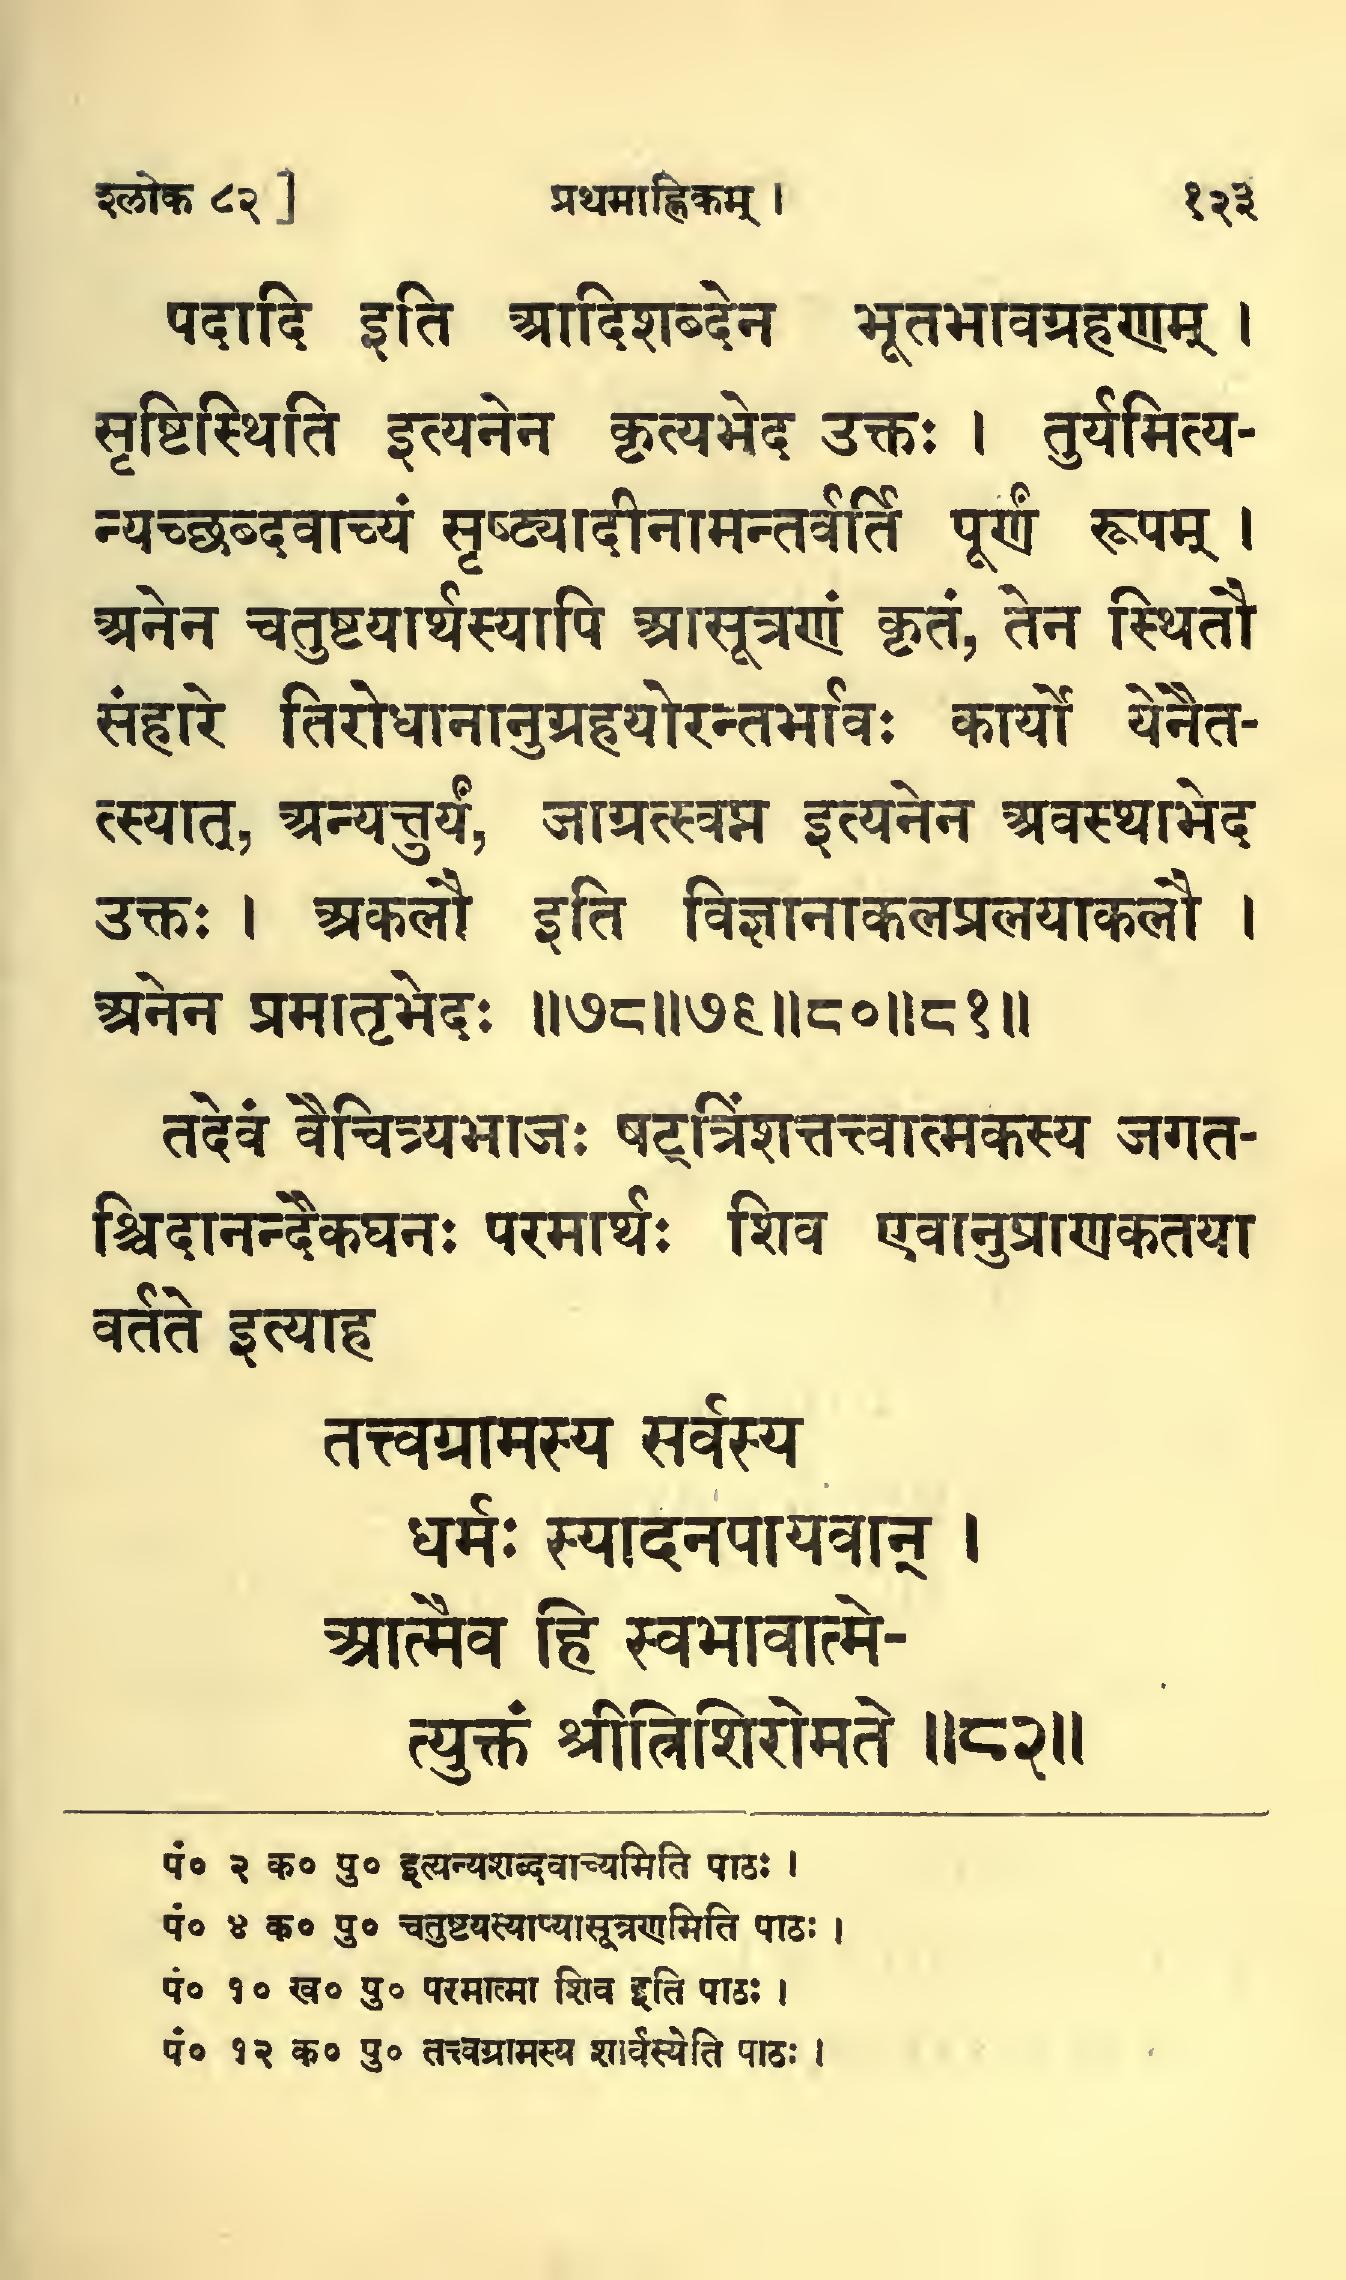 श्लोक ८२ ] प्रथमाह्निकम् । १२३
पदादि इति आदिशब्देन भूतभावग्रहणम् ।
सृष्टिस्थिति इत्यनेन कृत्यभेद उक्तः । तुर्यमित्य-
न्यच्छब्दवाच्यं सृष्ट्यादीनामन्तर्वर्ति पूर्णं रूपम् ।
अनेन चतुष्टयार्थस्यापि आसूत्रणं कृतं, तेन स्थितौ
संहारे तिरोधानानुग्रहयोरन्तर्भावः कार्यो येनैत-
त्स्यात्, अन्यत्तुर्यं, जाग्रत्स्वप्न इत्यनेन अवस्थाभेद
उक्तः । अकलौ इति विज्ञानाकलप्रलयाकलौ ।
अनेन प्रमातृभेदः ॥७८॥७९॥८०॥८१॥
तदेवं वैचित्र्यभाजः षट्त्रिंशत्तत्त्वात्मकस्य जगत-
श्चिदानन्दैकघनः परमार्थः शिव एवानुप्राणकतया
वर्तते इत्याह
तत्त्वग्रामस्य सर्वस्य
धर्मः स्यादनपायवान् ।
आत्मैव हि स्वभावात्मे-
त्युक्तं श्रीत्रिशिरोमते ॥८२॥
पं० २ क० पु० इत्यन्यशब्दवाच्यमिति पाठः ।
पं० ४ क० पु० चतुष्टयस्याप्यासूत्रणमिति पाठः ।
पं० १० ख० पु० परमात्मा शिव इति पाठः ।
पं० १२ क० पु० तत्त्वग्रामस्य शार्वस्येति पाठः ।